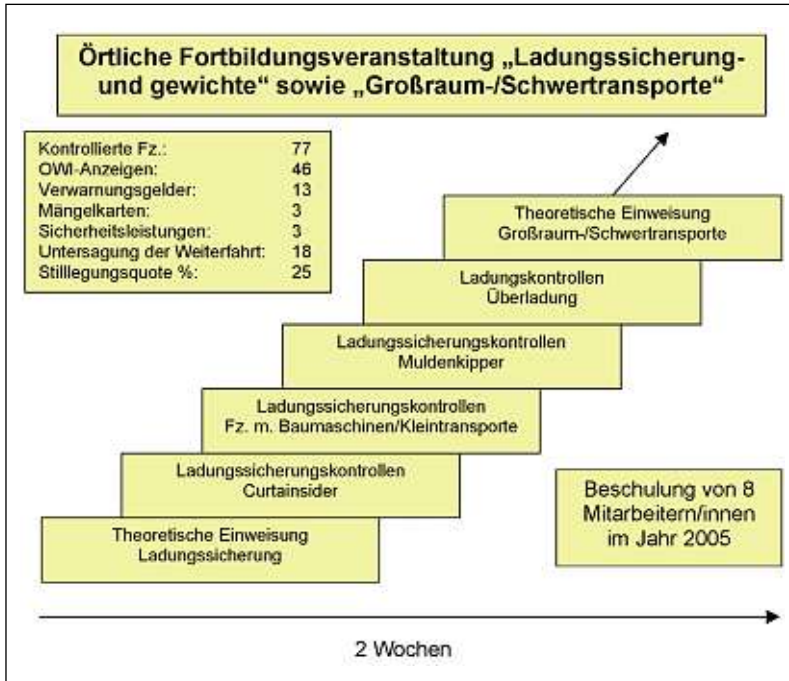 Örtliche Fortbildungsveranstaltung „Ladungssicherung-
und gewichte“ sowie „Großraum-/Schwertransporte“
Kontrollierte Fz.: 77
OWI-Anzeigen: 46
Verwarnungsgelder: 13
Mängelkarten: 3
Sicherheitsleistungen: 3
Untersagung der Weiterfahrt: 18
Stilllegungsquote %: 25
Theoretische Einweisung
Großraum-/Schwertransporte
Ladungskontrollen
Überladung
Ladungssicherungskontrollen
Muldenkipper
Ladungssicherungskontrollen
Fz. m. Baumaschinen/Kleintransporte
Ladungssicherungskontrollen
Curtainsider
Theoretische Einweisung
Ladungssicherung
Beschulung von 8
Mitarbeitern/innen
im Jahr 2005
2 Wochen